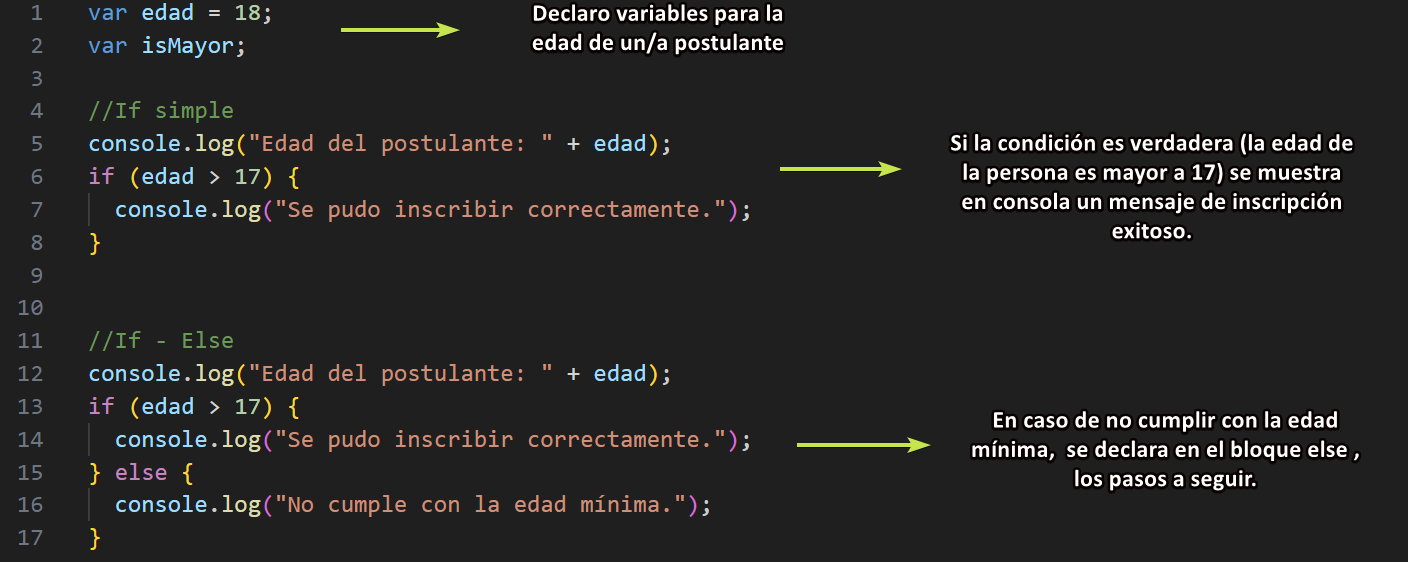 1 var edad = 18;
2 var isMayor;
3
4 //If simple
5 console.log("Edad del postulante: " + edad);
6 if (edad > 17) {
7 console.log("Se pudo inscribir correctamente.");
8 }
9
10
11 //If - Else
12 console.log("Edad del postulante: " + edad);
13 if (edad > 17) {
14 console.log("Se pudo inscribir correctamente.");
15 } else {
16 console.log("No cumple con la edad mínima.");
17 }
Declaro variables para la
edad de un/a postulante
Si la condición es verdadera (la edad de
la persona es mayor a 17) se muestra
en consola un mensaje de inscripción
exitoso.
En caso de no cumplir con la edad
mínima, se declara en el bloque else ,
los pasos a seguir.